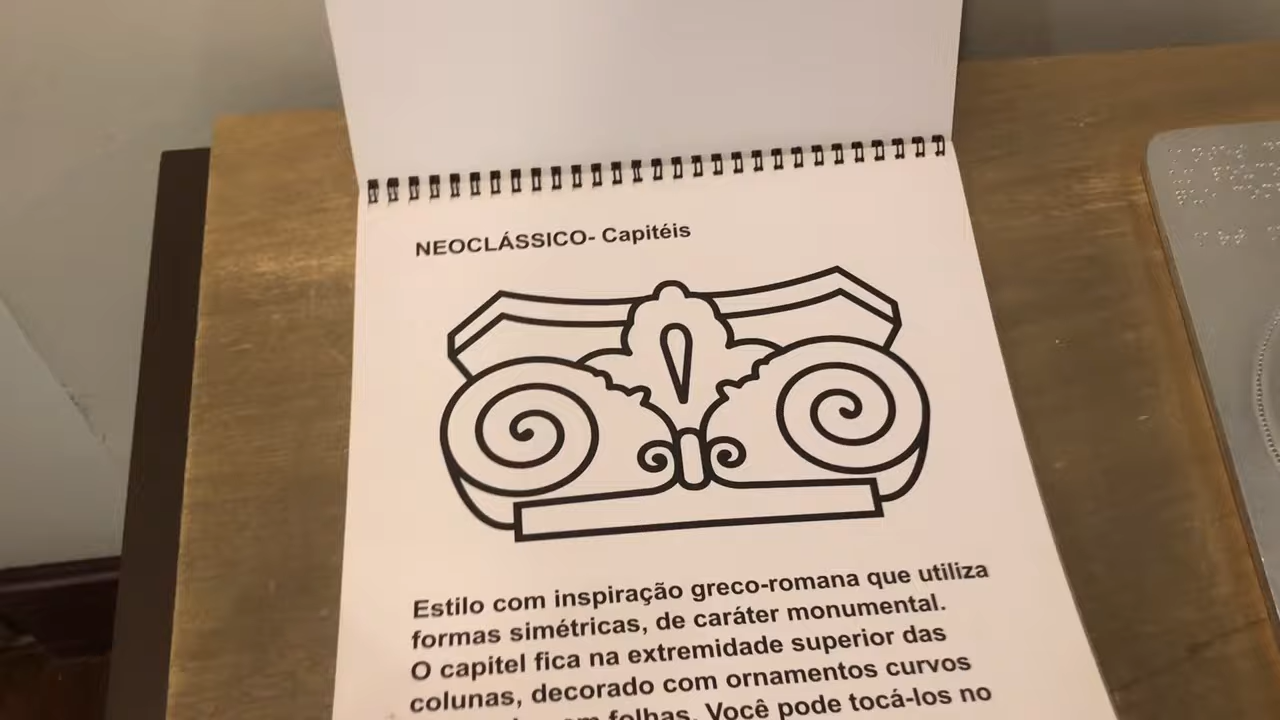 NEOCLÁSSICO- Capitéis
Estilo com inspiração greco-romana que utiliza
formas simétricas, de caráter monumental.
O capitel fica na extremidade superior das
colunas, decorado com ornamentos curvos
folhas. Você pode tocá-los no